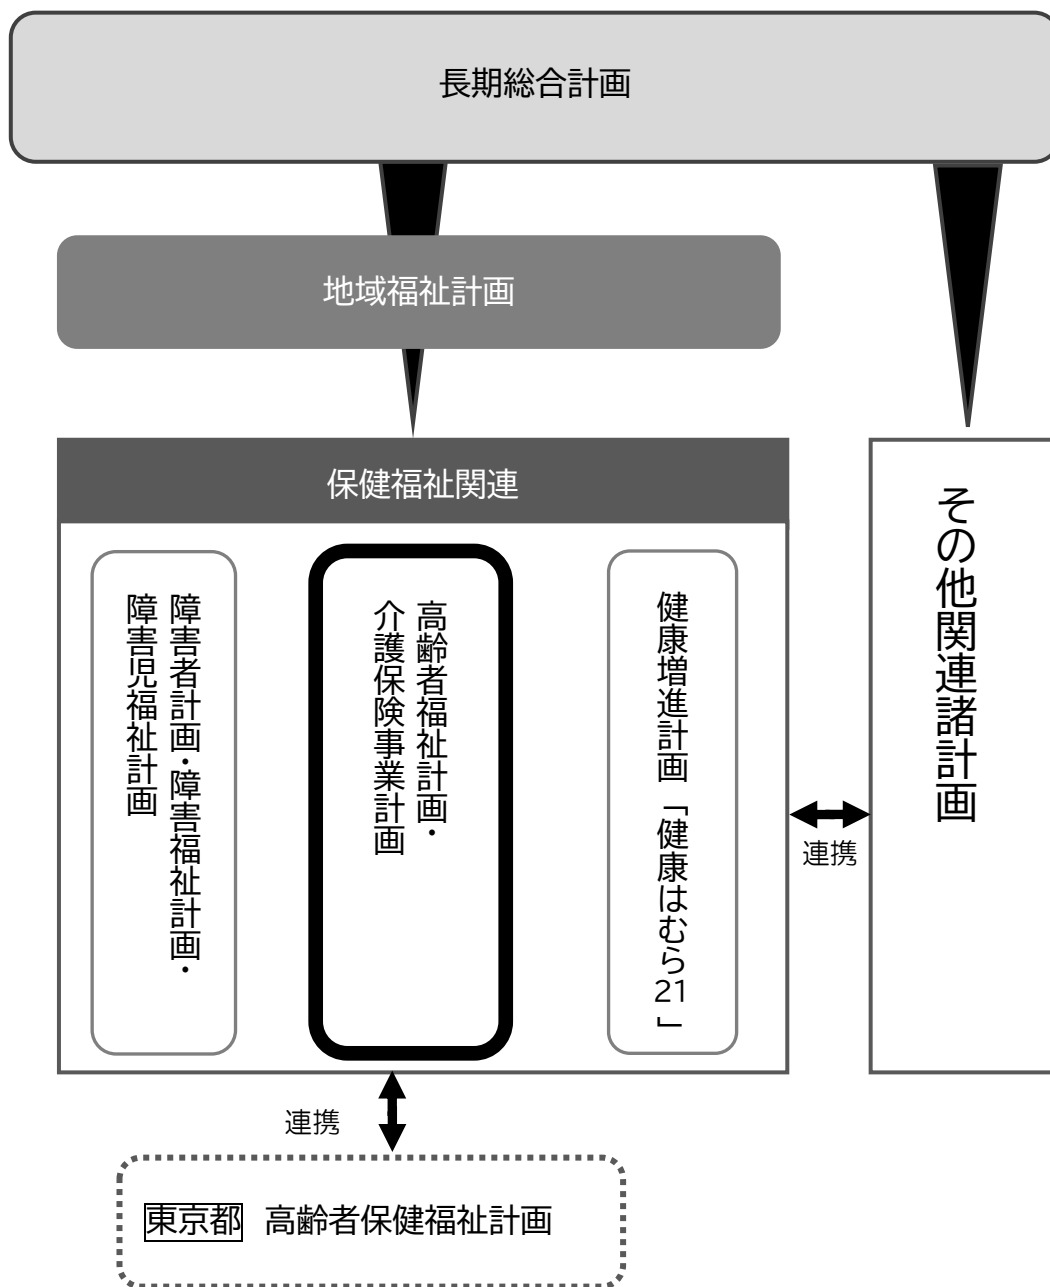 長期総合計画
地域福祉計画
保健福祉関連
障害者計画・障害福祉計画・
障害児福祉計画
高齢者福祉計画・
介護保険事業計画
健康増進計画「健康はむら21」
その他関連諸計画
連携
連携
東京都 高齢者保健福祉計画